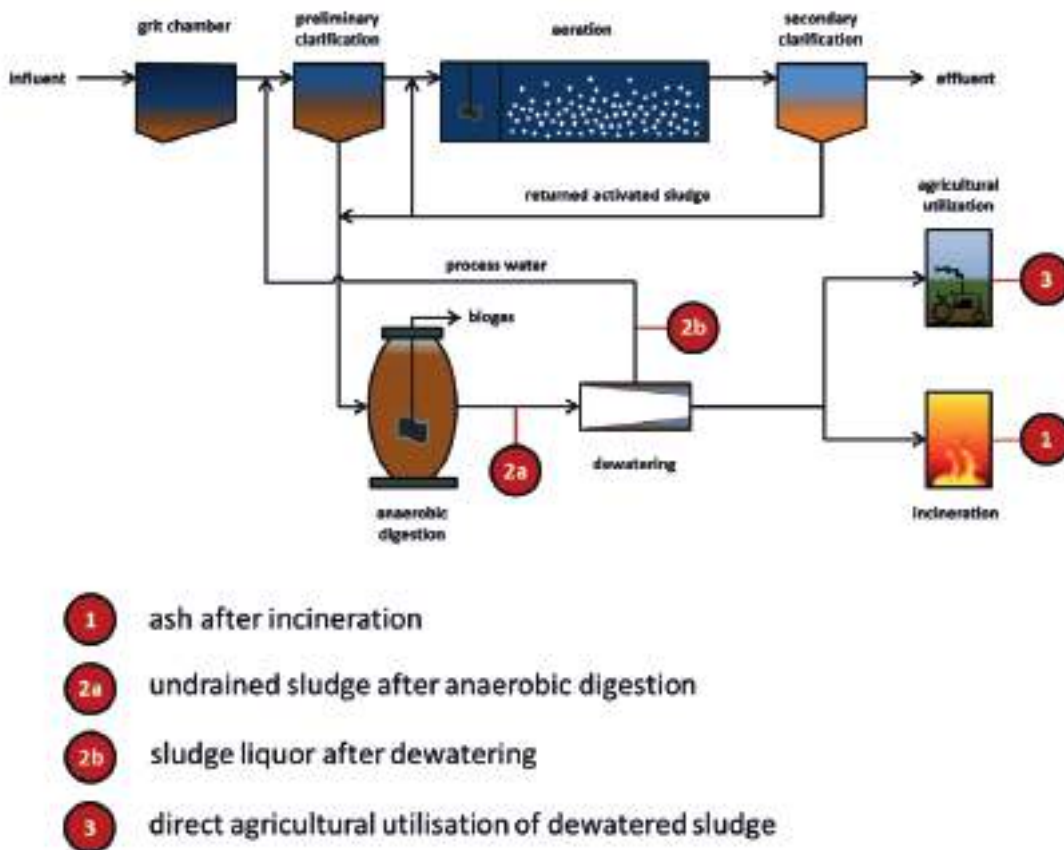 grit chamber
preliminary
clarification
aeration
secondary
clarification
influent
effluent
returned activated sludge
agricultural
utilization
process water
biogas
3
2b
1
2a
dewatering
anaerobic
digestion
incineration
1 ash after incineration
2a undrained sludge after anaerobic digestion
2b sludge liquor after dewatering
3 direct agricultural utilisation of dewatered sludge